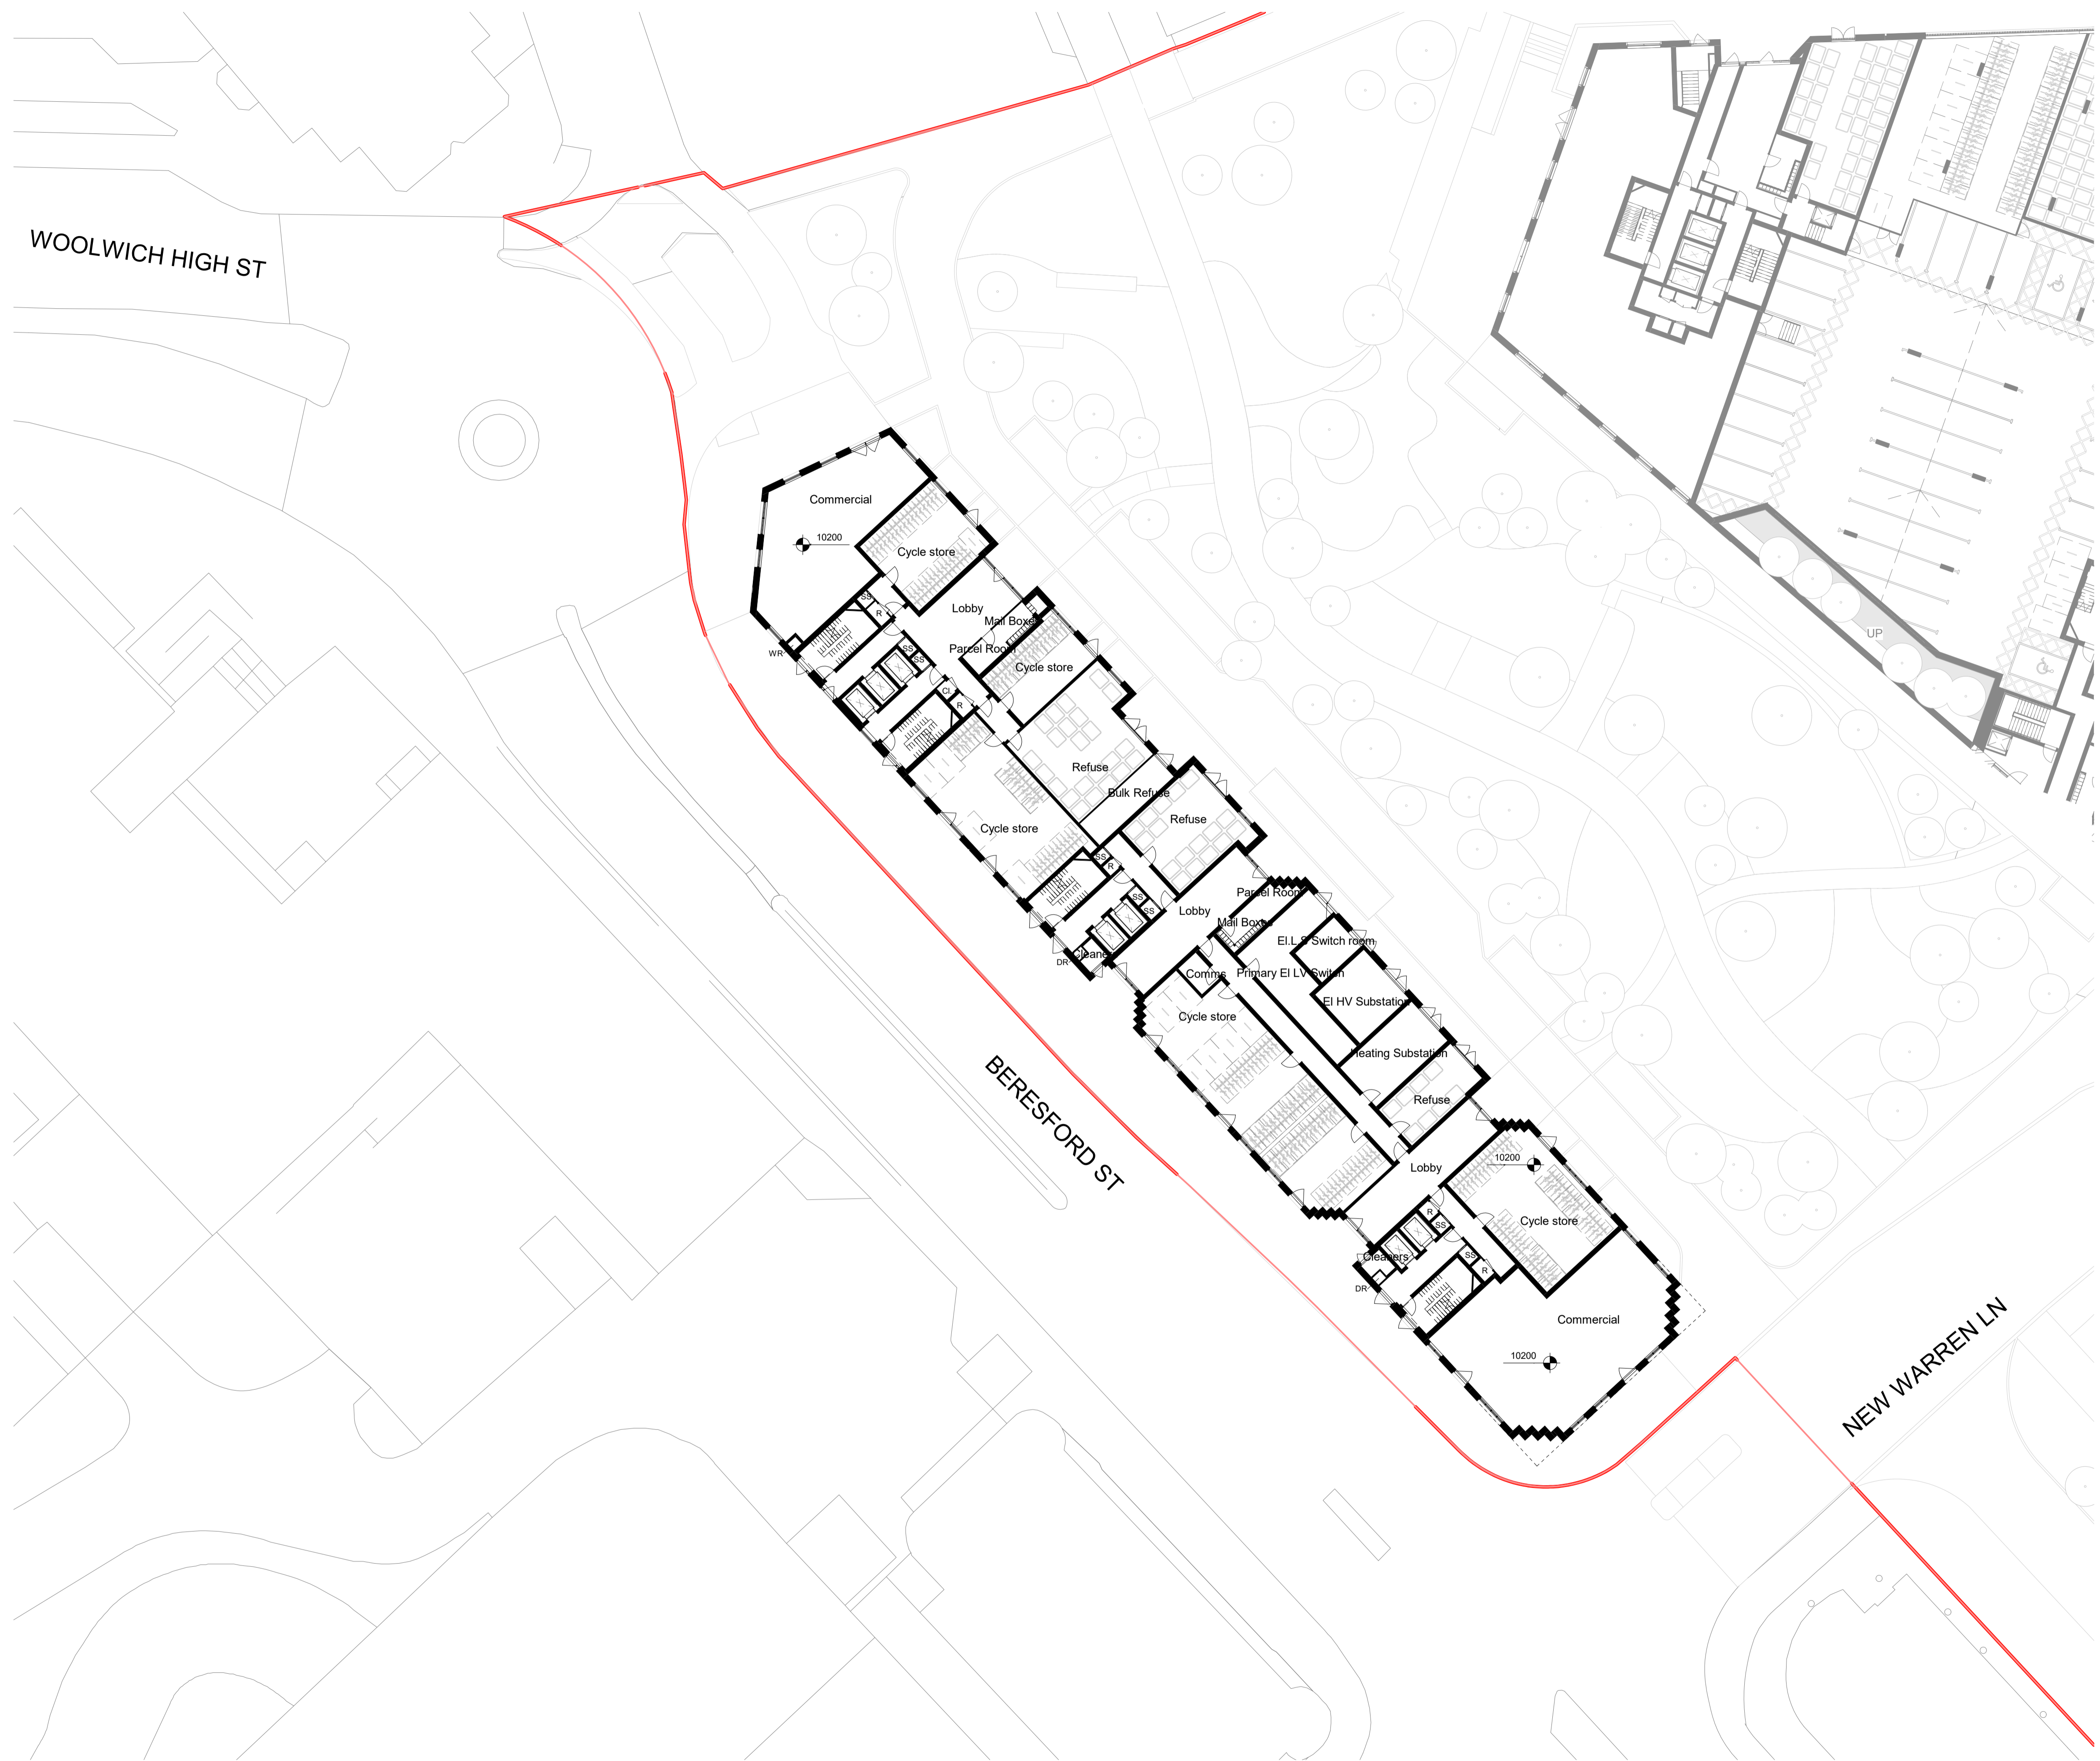 WOOLWICH HIGH ST
Commercial
10200
Cycle store
SS
R
Lobby
Mail Boxes
WR
Parcel Room
SS
SS
Cycle store
CL
R
Refuse
Bulk Refuse
Refuse
Cycle store
SS
R
SS
SS
Lobby
Parcel Room
Mail Boxes
El.L.S Switch room
DR
Cleaners
Comms
Primary El LV Switch
El HV Substation
Cycle store
Heating Substation
Refuse
BERESFORD ST
Lobby
10200
R
SS
Cycle store
Cleaners
SS
R
DR
Commercial
10200
NEW WARREN LN
UP